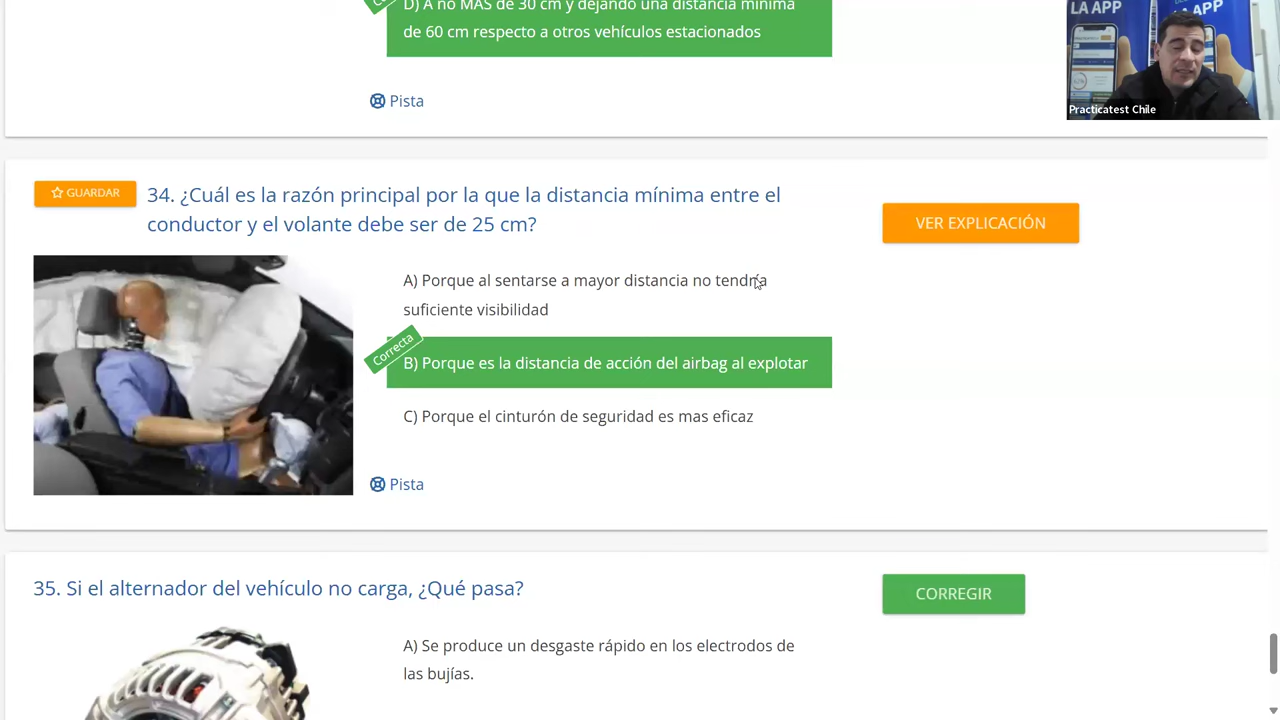 D) A no MÁS de 30 cm y dejando una distancia mínima
de 60 cm respecto a otros vehículos estacionados
Pista
LA APP
LA APP
Practicatest Chile
GUARDAR
34. ¿Cuál es la razón principal por la que la distancia mínima entre el
conductor y el volante debe ser de 25 cm?
VER EXPLICACIÓN
A) Porque al sentarse a mayor distancia no tendría
suficiente visibilidad
Correcta
B) Porque es la distancia de acción del airbag al explotar
C) Porque el cinturón de seguridad es mas eficaz
Pista
35. Si el alternador del vehículo no carga, ¿Qué pasa?
CORREGIR
A) Se produce un desgaste rápido en los electrodos de
las bujías.